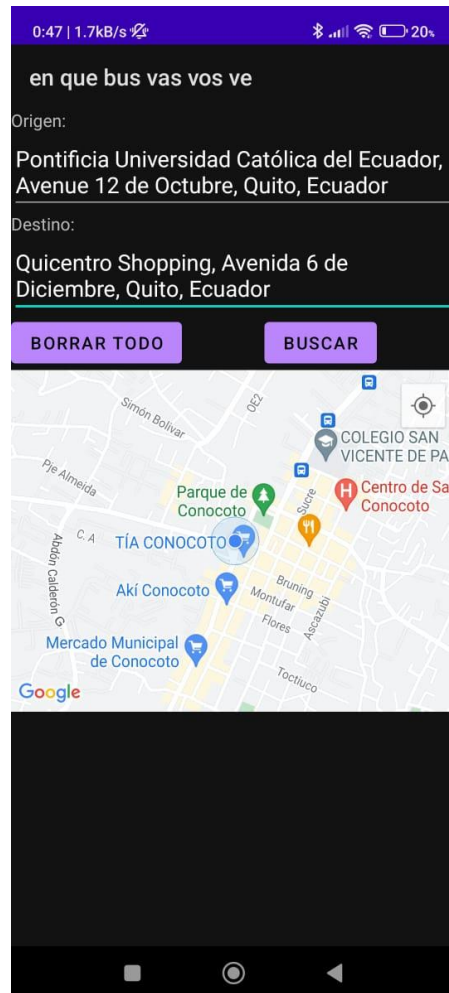 0:47 | 1.7kB/s
20%
en que bus vas vos ve
Origen:
Pontificia Universidad Católica del Ecuador,
Avenue 12 de Octubre, Quito, Ecuador
Destino:
Quicentro Shopping, Avenida 6 de
Diciembre, Quito, Ecuador
BORRAR TODO
BUSCAR
Simón Bolívar
OE2
COLEGIO SAN
VICENTE DE PA
Pje Almeida
Parque de
Conocoto
Sucre
H
Centro de Sa
Conocoto
C. A
TÍA CONOCOTO
Abdón Calderón G
Akí Conocoto
Bruning
Montufar
Flores
Ascazubi
Mercado Municipal
de Conocoto
Toctiuco
Google